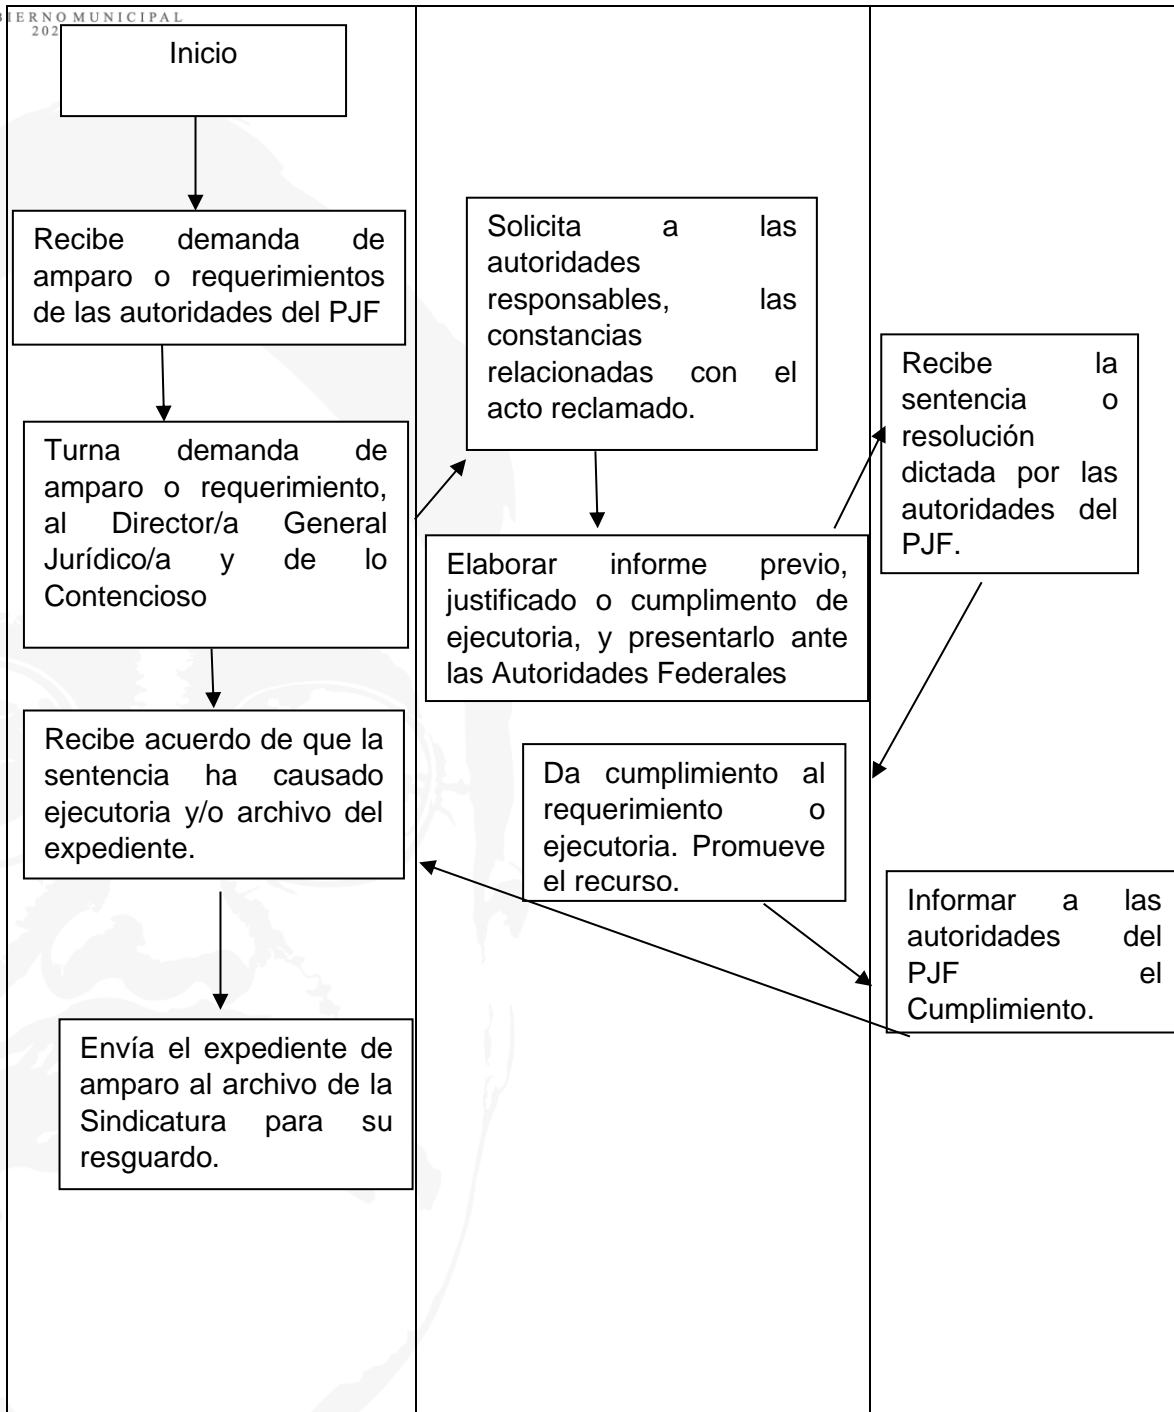 BIERNO MUNICIPAL
202
Inicio
Recibe demanda de
amparo o requerimientos
de las autoridades del PJF
Turna demanda de
amparo o requerimiento,
al Director/a General
Jurídico/a y de lo
Contencioso
Recibe acuerdo de que la
sentencia ha causado
ejecutoria y/o archivo del
expediente.
Envía el expediente de
amparo al archivo de la
Sindicatura para su
resguardo.
Solicita a las
autoridades
responsables, las
constancias
relacionadas con el
acto reclamado.
Elaborar informe previo,
justificado o cumplimento de
ejecutoria, y presentarlo ante
las Autoridades Federales
Da cumplimiento al
requerimiento o
ejecutoria. Promueve
el recurso.
Recibe la
sentencia o
resolución
dictada por las
autoridades del
PJF.
Informar a las
autoridades del
PJF el
Cumplimiento.